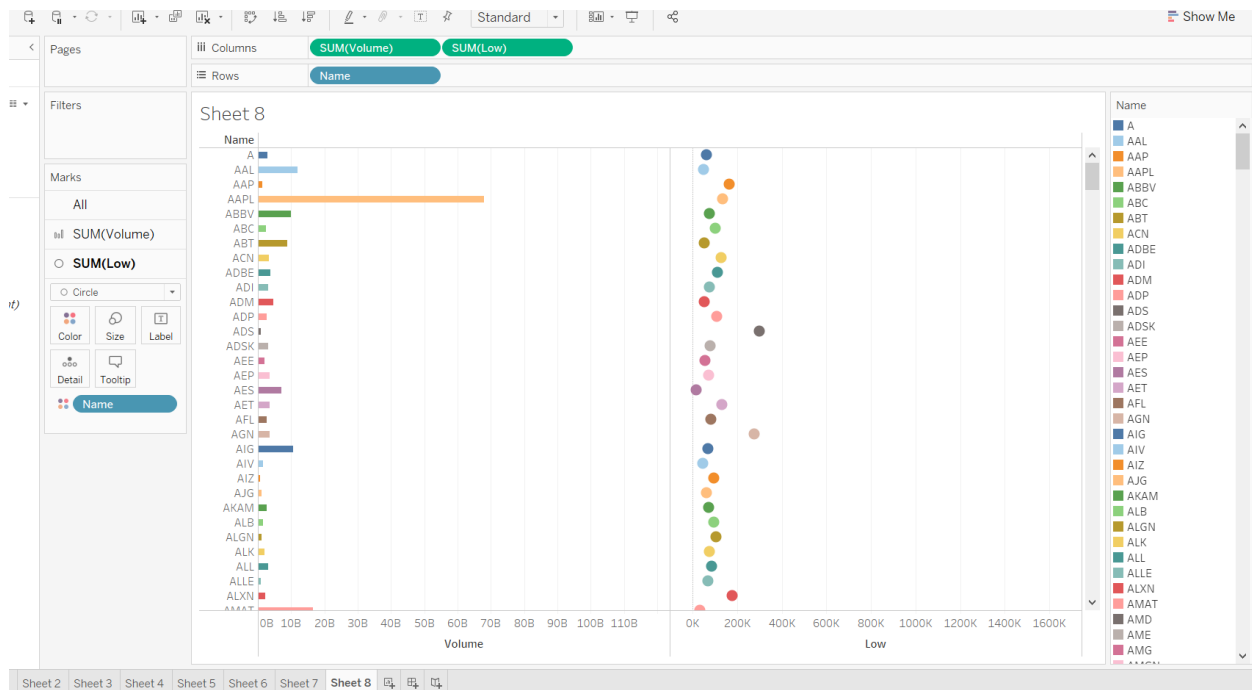 Standard
Show Me
Pages
Columns SUM(Volume) SUM(Low)
Rows Name
Filters
Marks
All
SUM(Volume)
SUM(Low)
Circle
Color Size Label
Detail Tooltip
Name
Sheet 8
Name
A
AAL
AAP
AAPL
ABBV
ABC
ABT
ACN
ADBE
ADI
ADM
ADP
ADS
ADSK
AEE
AEP
AES
AET
AFL
AGN
AIG
AIV
AIZ
AJG
AKAM
ALB
ALGN
ALK
ALL
ALLE
ALXN
AMAT
0B 10B 20B 30B 40B 50B 60B 70B 80B 90B 100B 110B
Volume
0K 200K 400K 600K 800K 1000K 1200K 1400K 1600K
Low
Name
A
AAL
AAP
AAPL
ABBV
ABC
ABT
ACN
ADBE
ADI
ADM
ADP
ADS
ADSK
AEE
AEP
AES
AET
AFL
AGN
AIG
AIV
AIZ
AJG
AKAM
ALB
ALGN
ALK
ALL
ALLE
ALXN
AMAT
AMD
AME
AMG
AMGN
Sheet 2 Sheet 3 Sheet 4 Sheet 5 Sheet 6 Sheet 7 Sheet 8